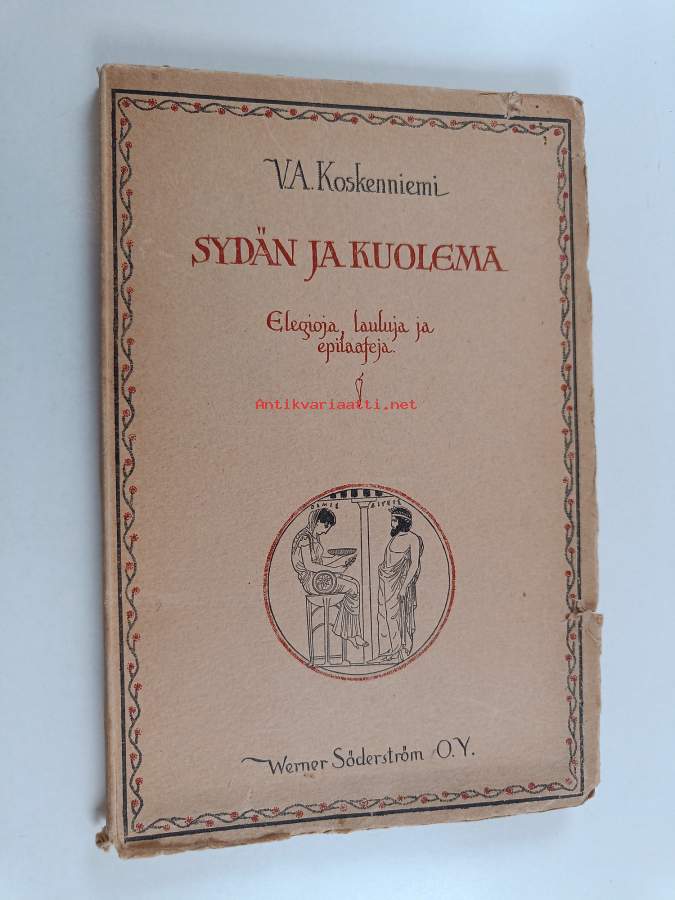 V.A. Koskenniemi
SYDÄN JA KUOLEMA
Elegioja, lauluja ja
epitaafeja.
Antikvariaatti.net
Werner Söderström O.Y.